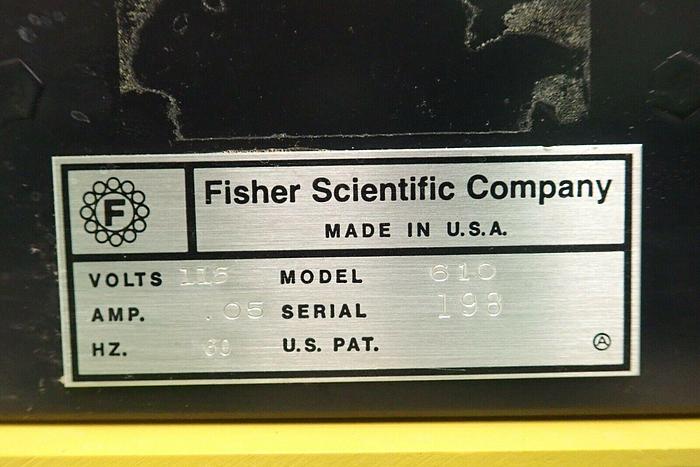 F
Fisher Scientific Company
MADE IN U.S.A.
VOLTS 115 MODEL 610
AMP. .05 SERIAL 198
HZ. 60 U.S. PAT.
A